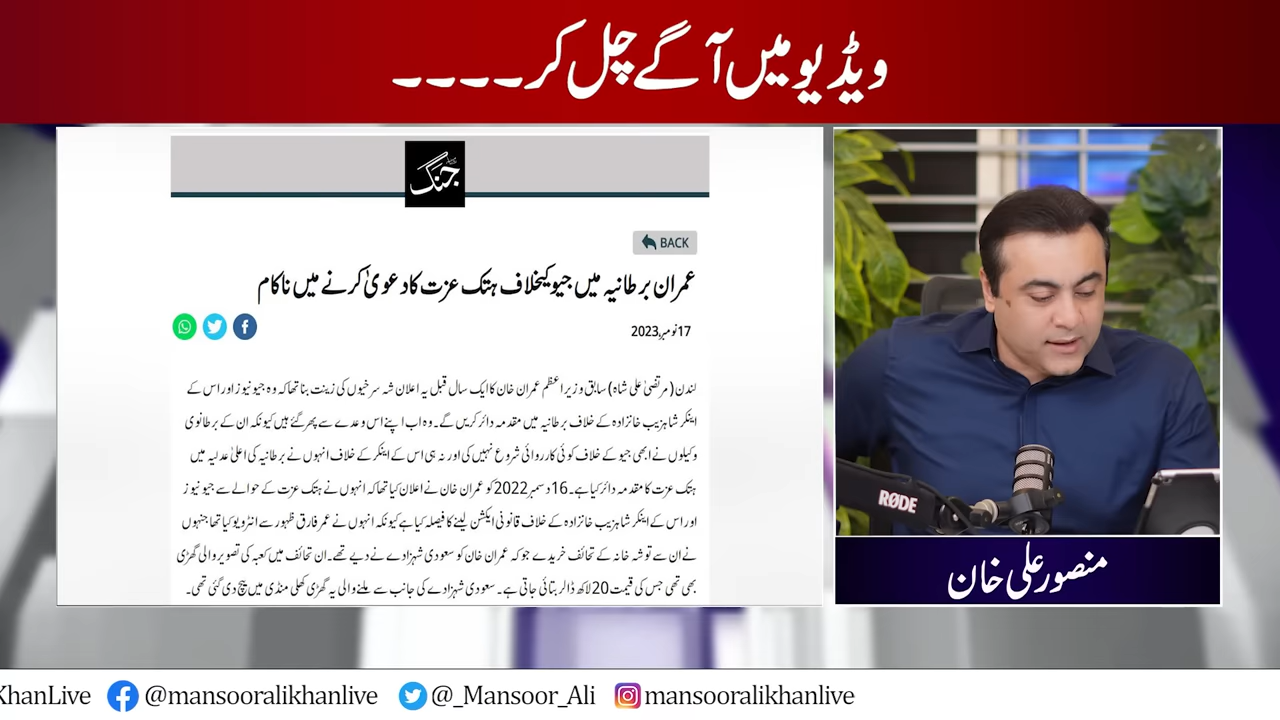 ویڈیو میں آگے چل کر ۔۔۔۔
جنگ
BACK
عمران برطانیہ میں جیو کیخلاف ہتک عزت کا دعویٰ کرنے میں ناکام
17 نومبر، 2023
لندن (مرتضیٰ علی شاہ) سابق وزیراعظم عمران خان کا ایک سال قبل یہ اعلان شہ سرخیوں کی زینت بنا تھا کہ وہ جیو نیوز اور اس کے
اینکر شاہزیب خانزادہ کے خلاف برطانیہ میں مقدمہ دائر کریں گے۔ وہ اب اپنے اس وعدے سے پھر گئے ہیں کیونکہ ان کے برطانوی
وکیلوں نے ابھی جیو کے خلاف کوئی کارروائی شروع نہیں کی اور نہ ہی اس کے اینکر کے خلاف انہوں نے برطانیہ کی اعلیٰ عدلیہ میں
ہتک عزت کا مقدمہ دائر کیا ہے۔ 16 دسمبر 2022 کو عمران خان نے اعلان کیا تھا کہ انہوں نے ہتک عزت کے حوالے سے جیو نیوز
اور اس کے اینکر شاہزیب خانزادہ کے خلاف قانونی ایکشن لینے کا فیصلہ کیا ہے کیونکہ انہوں نے عمر فاروق ظہور سے انٹرویو کیا تھا جنہوں
نے ان سے توشہ خانہ کے تحائف خریدے جو کہ عمران خان کو سعودی شہزادے نے دیے تھے۔ ان تحائف میں کعبہ کی تصویر والی گھڑی
بھی تھی جس کی قیمت 20 لاکھ ڈالر بتائی جاتی ہے۔ سعودی شہزادے کی جانب سے ملنے والی یہ گھڑی کھلی منڈی میں بیچ دی گئی تھی۔
RØDE
منصور علی خان
KhanLive @mansooralikhanlive @_Mansoor_Ali mansooralikhanlive